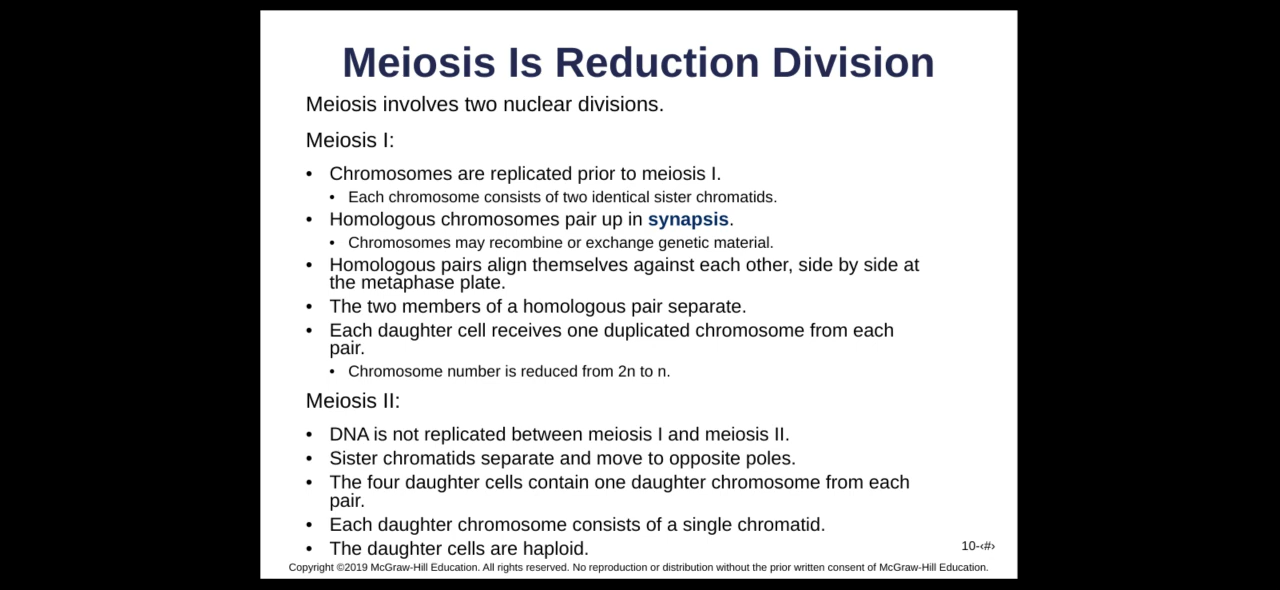 Meiosis Is Reduction Division
Meiosis involves two nuclear divisions.
Meiosis I:
• Chromosomes are replicated prior to meiosis I.
• Each chromosome consists of two identical sister chromatids.
• Homologous chromosomes pair up in synapsis.
• Chromosomes may recombine or exchange genetic material.
• Homologous pairs align themselves against each other, side by side at
the metaphase plate.
• The two members of a homologous pair separate.
• Each daughter cell receives one duplicated chromosome from each
pair.
• Chromosome number is reduced from 2n to n.
Meiosis II:
• DNA is not replicated between meiosis I and meiosis II.
• Sister chromatids separate and move to opposite poles.
• The four daughter cells contain one daughter chromosome from each
pair.
• Each daughter chromosome consists of a single chromatid.
• The daughter cells are haploid.
10-‹#›
Copyright ©2019 McGraw-Hill Education. All rights reserved. No reproduction or distribution without the prior written consent of McGraw-Hill Education.